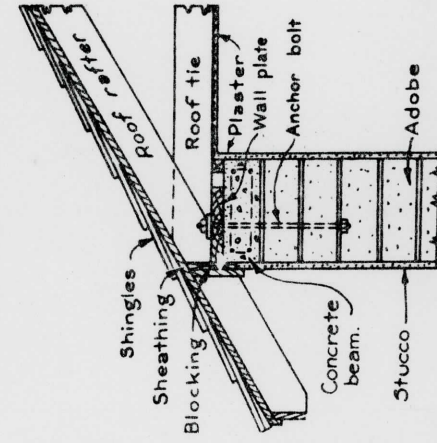 Shingles
Sheathing
Blocking
Roof rafter
Roof tie
Plaster
Wall plate
Anchor bolt
Concrete
beam.
Adobe
Stucco